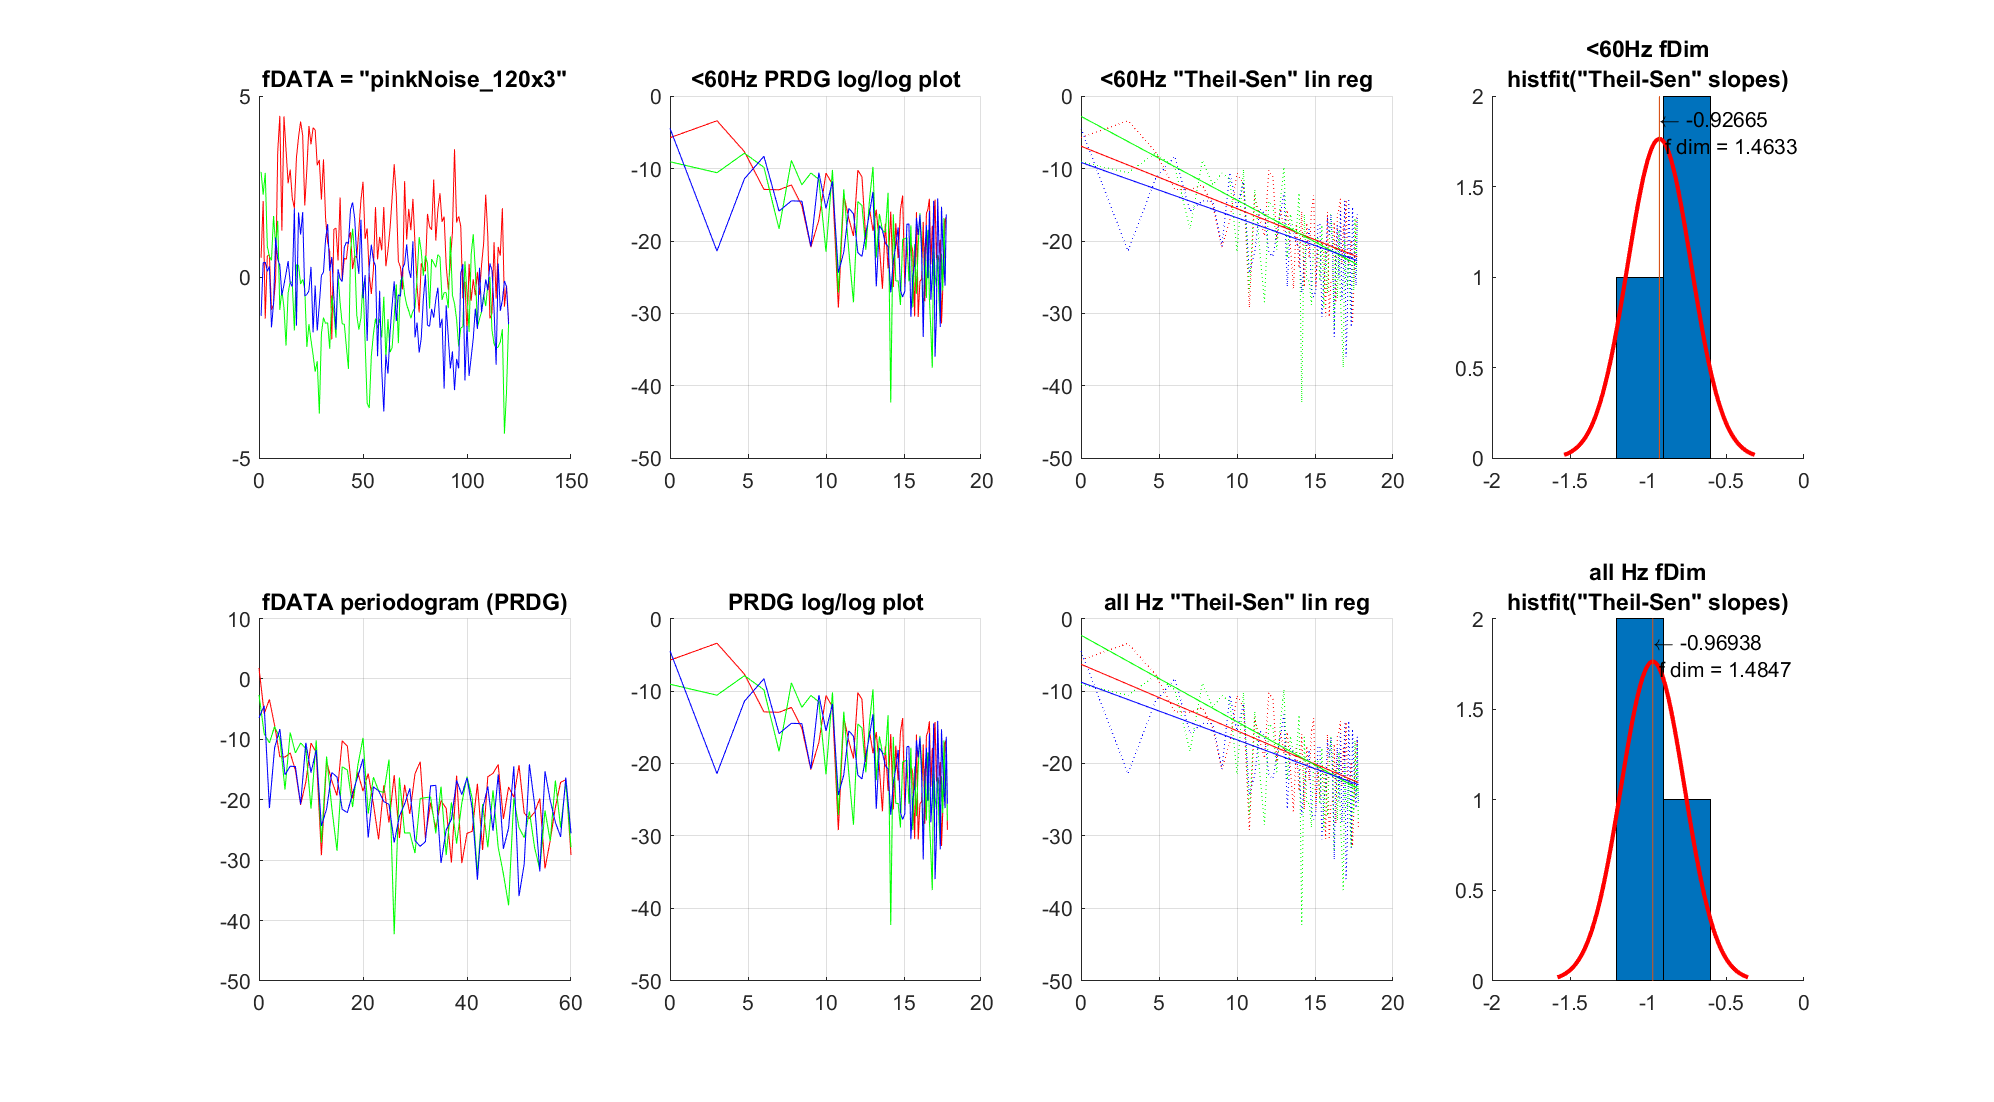 fDATA = "pinkNoise_120x3"
5
0
-5
0 50 100 150
<60Hz PRDG log/log plot
0
-10
-20
-30
-40
-50
0 5 10 15 20
<60Hz "Theil-Sen" lin reg
0
-10
-20
-30
-40
-50
0 5 10 15 20
<60Hz fDim
histfit("Theil-Sen" slopes)
2
1.5
1
0.5
0
← -0.92665
f dim = 1.4633
-2 -1.5 -1 -0.5 0
fDATA periodogram (PRDG)
10
0
-10
-20
-30
-40
-50
0 20 40 60
PRDG log/log plot
0
-10
-20
-30
-40
-50
0 5 10 15 20
all Hz "Theil-Sen" lin reg
0
-10
-20
-30
-40
-50
0 5 10 15 20
all Hz fDim
histfit("Theil-Sen" slopes)
2
1.5
1
0.5
0
← -0.96938
f dim = 1.4847
-2 -1.5 -1 -0.5 0